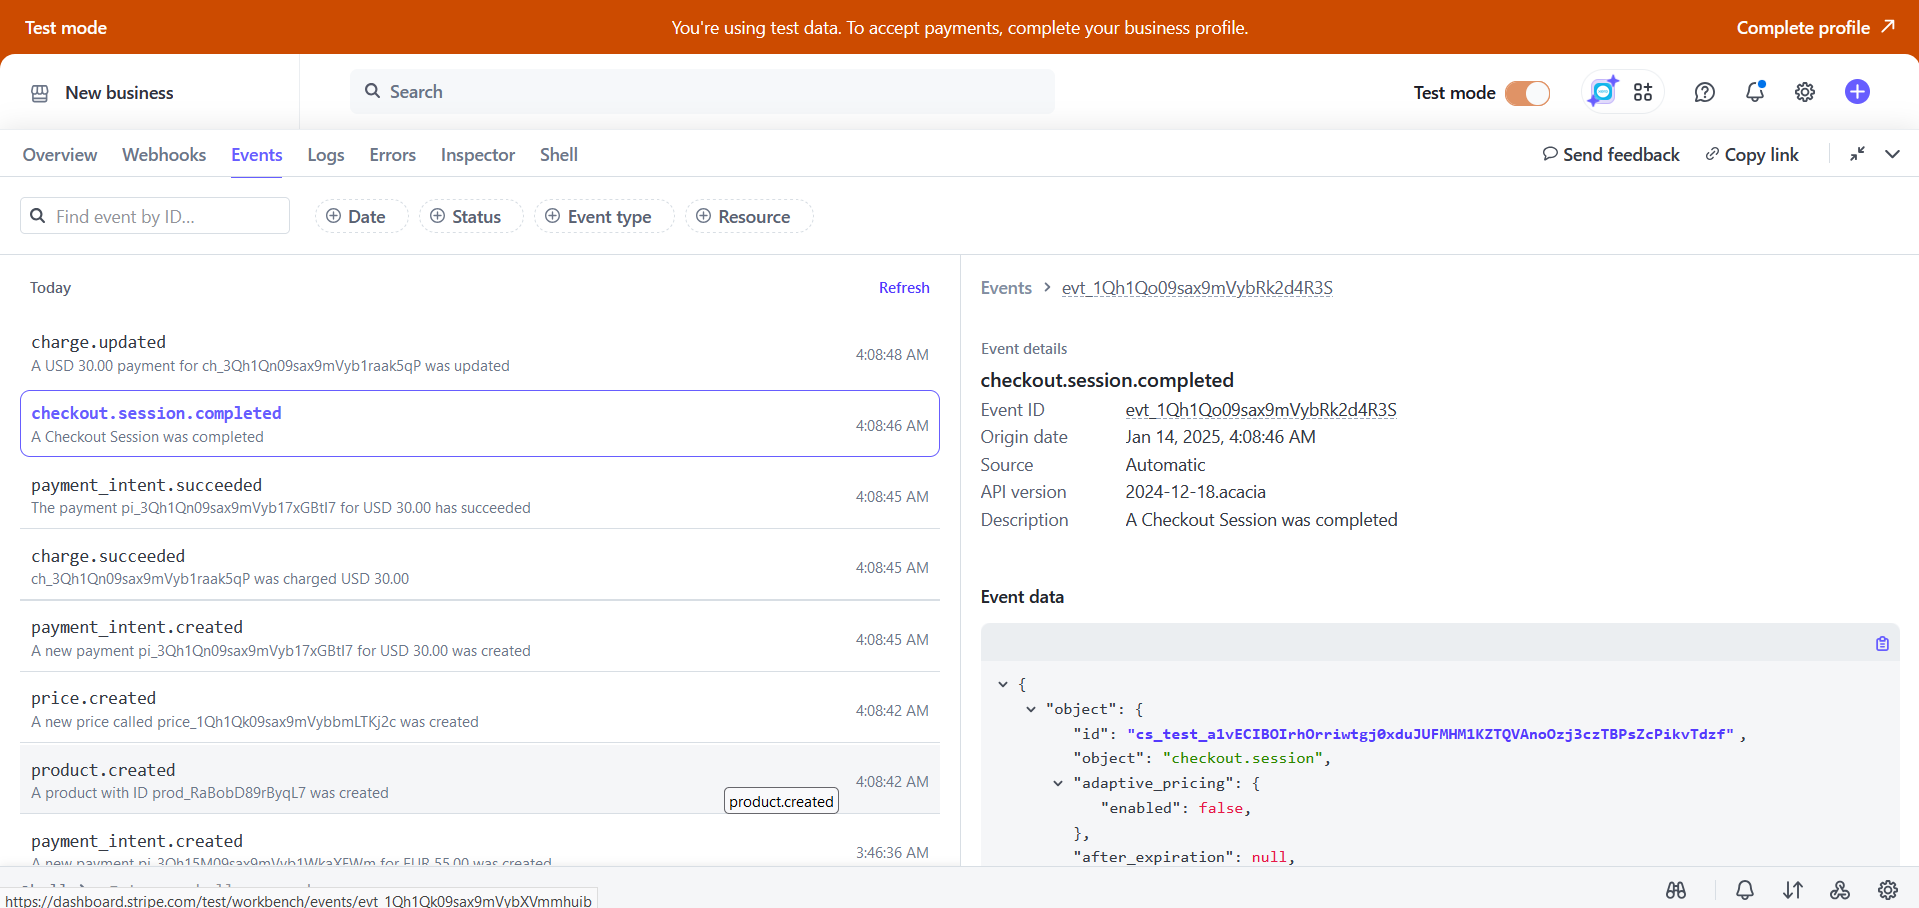 Test mode
You're using test data. To accept payments, complete your business profile.
Complete profile
New business
Search
Test mode
Overview
Webhooks
Events
Logs
Errors
Inspector
Shell
Send feedback
Copy link
Find event by ID...
Date
Status
Event type
Resource
Today
Refresh
charge.updated
A USD 30.00 payment for ch_3Qh1Qn09sax9mVyb1raak5qP was updated
4:08:48 AM
checkout.session.completed
A Checkout Session was completed
4:08:46 AM
payment_intent.succeeded
The payment pi_3Qh1Qn09sax9mVyb17xGBtI7 for USD 30.00 has succeeded
4:08:45 AM
charge.succeeded
ch_3Qh1Qn09sax9mVyb1raak5qP was charged USD 30.00
4:08:45 AM
payment_intent.created
A new payment pi_3Qh1Qn09sax9mVyb17xGBtI7 for USD 30.00 was created
4:08:45 AM
price.created
A new price called price_1Qh1Qk09sax9mVybbmLTKj2c was created
4:08:42 AM
product.created
A product with ID prod_RaBobD89rByqL7 was created
4:08:42 AM
product.created
payment_intent.created
A new payment pi_3Qh15M09sax9mVyb1WkaXFWm for EUR 55.00 was created
3:46:36 AM
Events
evt_1Qh1Qo09sax9mVybRk2d4R3S
Event details
checkout.session.completed
Event ID evt_1Qh1Qo09sax9mVybRk2d4R3S
Origin date Jan 14, 2025, 4:08:46 AM
Source Automatic
API version 2024-12-18.acacia
Description A Checkout Session was completed
Event data
{
"object": {
"id": "cs_test_a1vECIBOIrhOrriwtgj0xduJUFMHM1KZTQVAnoOzj3czTBPsZcPikvTdzf",
"object": "checkout.session",
"adaptive_pricing": {
"enabled": false,
},
"after_expiration": null,
https://dashboard.stripe.com/test/workbench/events/evt_1Qh1Qk09sax9mVybXVmmhuib